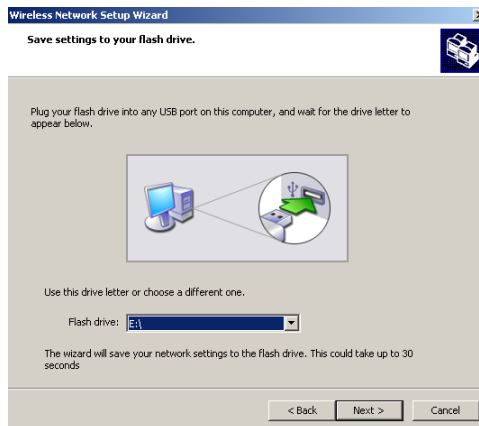 Wireless Network Setup Wizard
Save settings to your flash drive.
Plug your flash drive into any USB port on this computer, and wait for the drive letter to
appear below.
Use this drive letter or choose a different one.
Flash drive: E:\
The wizard will save your network settings to the flash drive. This could take up to 30
seconds
< Back Next > Cancel